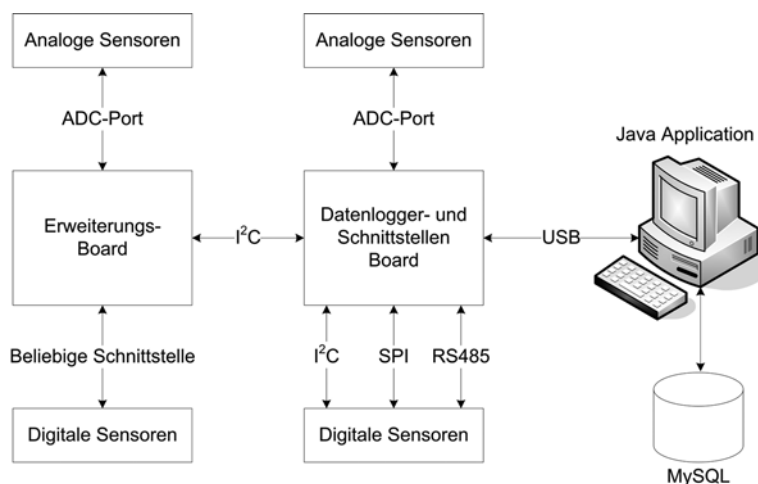 Analoge Sensoren
Analoge Sensoren
ADC-Port
ADC-Port
Java Application
Erweiterungs-
Board
I²C
Datenlogger- und
Schnittstellen
Board
USB
Beliebige Schnittstelle
I²C
SPI
RS485
Digitale Sensoren
Digitale Sensoren
MySQL